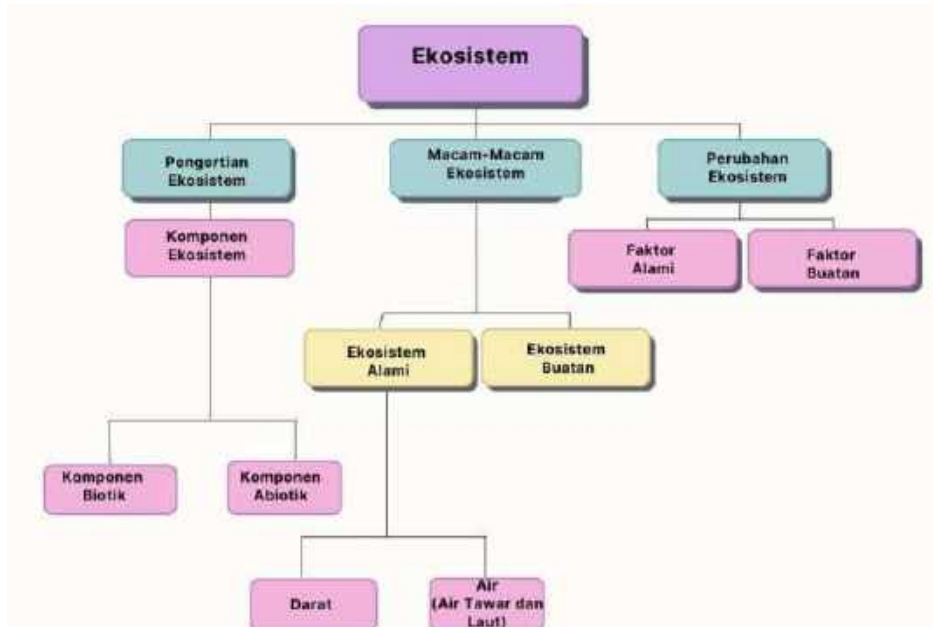 Ekosistem
Pengertian
Ekosistem
Macam-Macam
Ekosistem
Perubahan
Ekosistem
Komponen
Ekosistem
Faktor
Alami
Faktor
Buatan
Ekosistem
Alami
Ekosistem
Buatan
Komponen
Biotik
Komponen
Abiotik
Darat
Air
(Air Tawar dan
Laut)